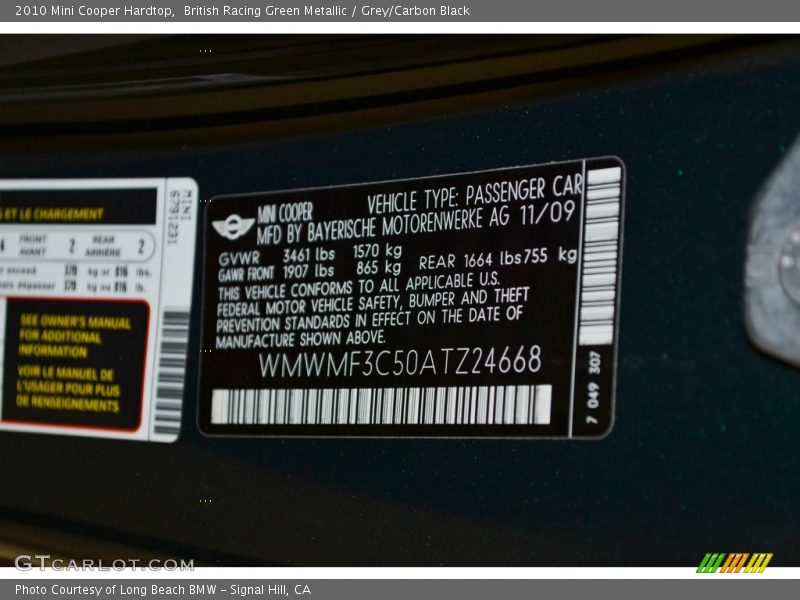 2010 Mini Cooper Hardtop,  British Racing Green Metallic / Grey/Carbon Black
S ET LE CHARGEMENT
4 FRONT AVANT 2 REAR ARRIÈRE 2
exceed 370 kg or 816 lbs.
dépasser 370 kg ou 816 lb.
SEE OWNER'S MANUAL
FOR ADDITIONAL
INFORMATION
VOIR LE MANUEL DE
L'USAGER POUR PLUS
DE RENSEIGNEMENTS
MINI
6791231
MINI COOPER VEHICLE TYPE: PASSENGER CAR
MFD BY BAYERISCHE MOTORENWERKE AG 11/09
GVWR 3461 lbs 1570 kg
GAWR FRONT 1907 lbs 865 kg REAR 1664 lbs 755 kg
THIS VEHICLE CONFORMS TO ALL APPLICABLE U.S.
FEDERAL MOTOR VEHICLE SAFETY, BUMPER AND THEFT
PREVENTION STANDARDS IN EFFECT ON THE DATE OF
MANUFACTURE SHOWN ABOVE.
WMWMF3C50ATZ24668
7 049 307
GTCARLOT.COM
Photo Courtesy of Long Beach BMW – Signal Hill, CA